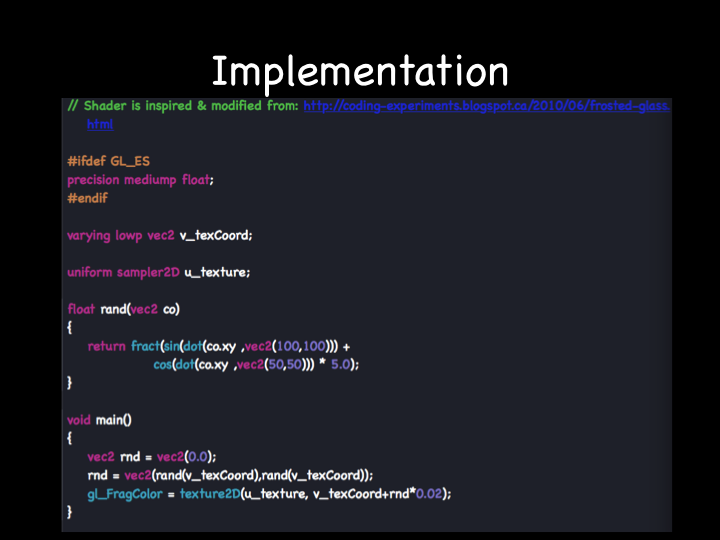 Implementation
// Shader is inspired & modified from: http://coding-experiments.blogspot.ca/2010/06/frosted-glass.
html
#ifdef GL_ES
precision mediump float;
#endif
varying lowp vec2 v_texCoord;
uniform sampler2D u_texture;
float rand(vec2 co)
{
return fract(sin(dot(co.xy ,vec2(100,100))) +
cos(dot(co.xy ,vec2(50,50))) * 5.0);
}
void main()
{
vec2 rnd = vec2(0.0);
rnd = vec2(rand(v_texCoord),rand(v_texCoord));
gl_FragColor = texture2D(u_texture, v_texCoord+rnd*0.02);
}